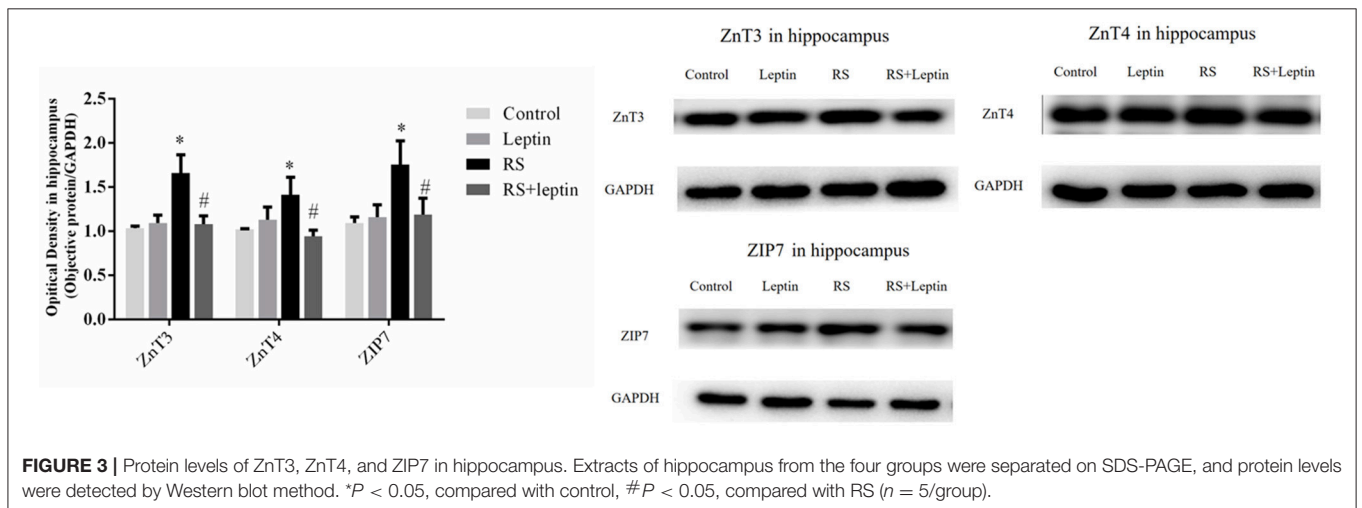 Opitical Density in hippocampus
(Objective protein/GAPDH)
2.5
2.0
1.5
1.0
0.5
0.0
*
#
*
#
*
#
ZnT3
ZnT4
ZIP7
Control
Leptin
RS
RS+leptin
ZnT3 in hippocampus
Control Leptin RS RS+Leptin
ZnT3
GAPDH
ZnT4 in hippocampus
Control Leptin RS RS+Leptin
ZnT4
GAPDH
ZIP7 in hippocampus
Control Leptin RS RS+Leptin
ZIP7
GAPDH
FIGURE 3 | Protein levels of ZnT3, ZnT4, and ZIP7 in hippocampus. Extracts of hippocampus from the four groups were separated on SDS-PAGE, and protein levels
were detected by Western blot method. *P < 0.05, compared with control, #P < 0.05, compared with RS (n = 5/group).